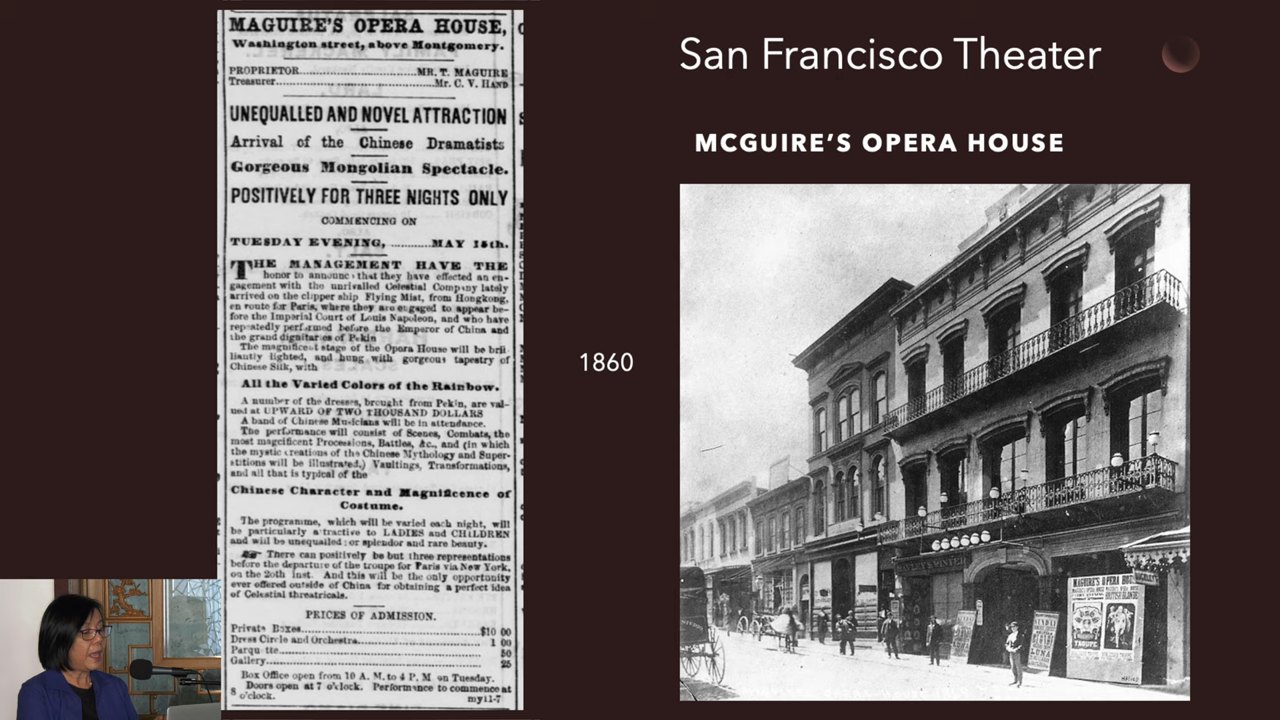 MAGUIRE'S OPERA HOUSE,
Washington street, above Montgomery.
PROPRIETOR..............MR. T. MAGUIRE
Treasurer..............Mr. C. V. HAND
UNEQUALLED AND NOVEL ATTRACTION
Arrival of the Chinese Dramatists
Gorgeous Mongolian Spectacle.
POSITIVELY FOR THREE NIGHTS ONLY
COMMENCING ON
TUESDAY EVENING, ..........MAY 15th.
THE MANAGEMENT HAVE THE
honor to announce that they have effected an en-
gagement with the unrivalled Celestial Company lately
arrived on the clipper ship Flying Mist, from Hongkong,
en route for Paris, where they are engaged to appear be-
fore the Imperial Court of Louis Napoleon, and who have
repeatedly performed before the Emperor of China and
the grand dignitaries of Pekin
The magnificent stage of the Opera House will be bril-
liantly lighted, and hung with gorgeous tapestry of
Chinese Silk, with
All the Varied Colors of the Rainbow.
A number of the dresses, brought from Pekin, are val-
ued at UPWARD OF TWO THOUSAND DOLLARS
A band of Chinese Musicians will be in attendance.
The performance will consist of Scenes, Combats, the
most magnificent Processions, Battles, &c., and (in which
the mystic creations of the Chinese Mythology and Super-
stitions will be illustrated,) Vaultings, Transformations,
and all that is typical of the
Chinese Character and Magnificence of
Costume.
The programme, which will be varied each night, will
be particularly attractive to LADIES and CHILDREN
and will be unequalled for splendor and rare beauty.
There can positively be but three representations
before the departure of the troupe for Paris via New York,
on the 20th inst. And this will be the only opportunity
ever offered outside of China for obtaining a perfect idea
of Celestial threatricals.
PRICES OF ADMISSION.
Private Boxes..............$10 00
Dress Circle and Orchestra..............1 00
Parquette..............50
Gallery..............25
Box Office open from 10 A. M. to 4 P. M on Tuesday.
Doors open at 7 o'clock. Performance to commence at
8 o'clock.
my11-7
1860
San Francisco Theater
MCGUIRE'S OPERA HOUSE
MAGUIRE'S OPERA
TROUPE
BRITISH BLONDE